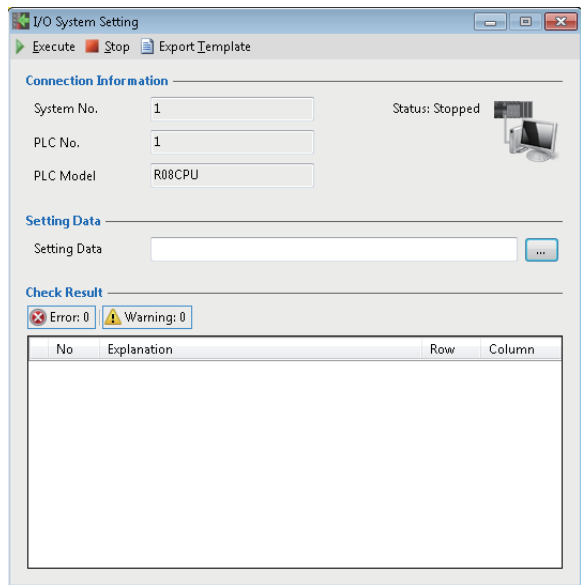 I/O System Setting
Execute Stop Export Template
Connection Information
System No. 1 Status: Stopped
PLC No. 1
PLC Model R08CPU
Setting Data
Setting Data ...
Check Result
Error: 0 Warning: 0
No Explanation Row Column